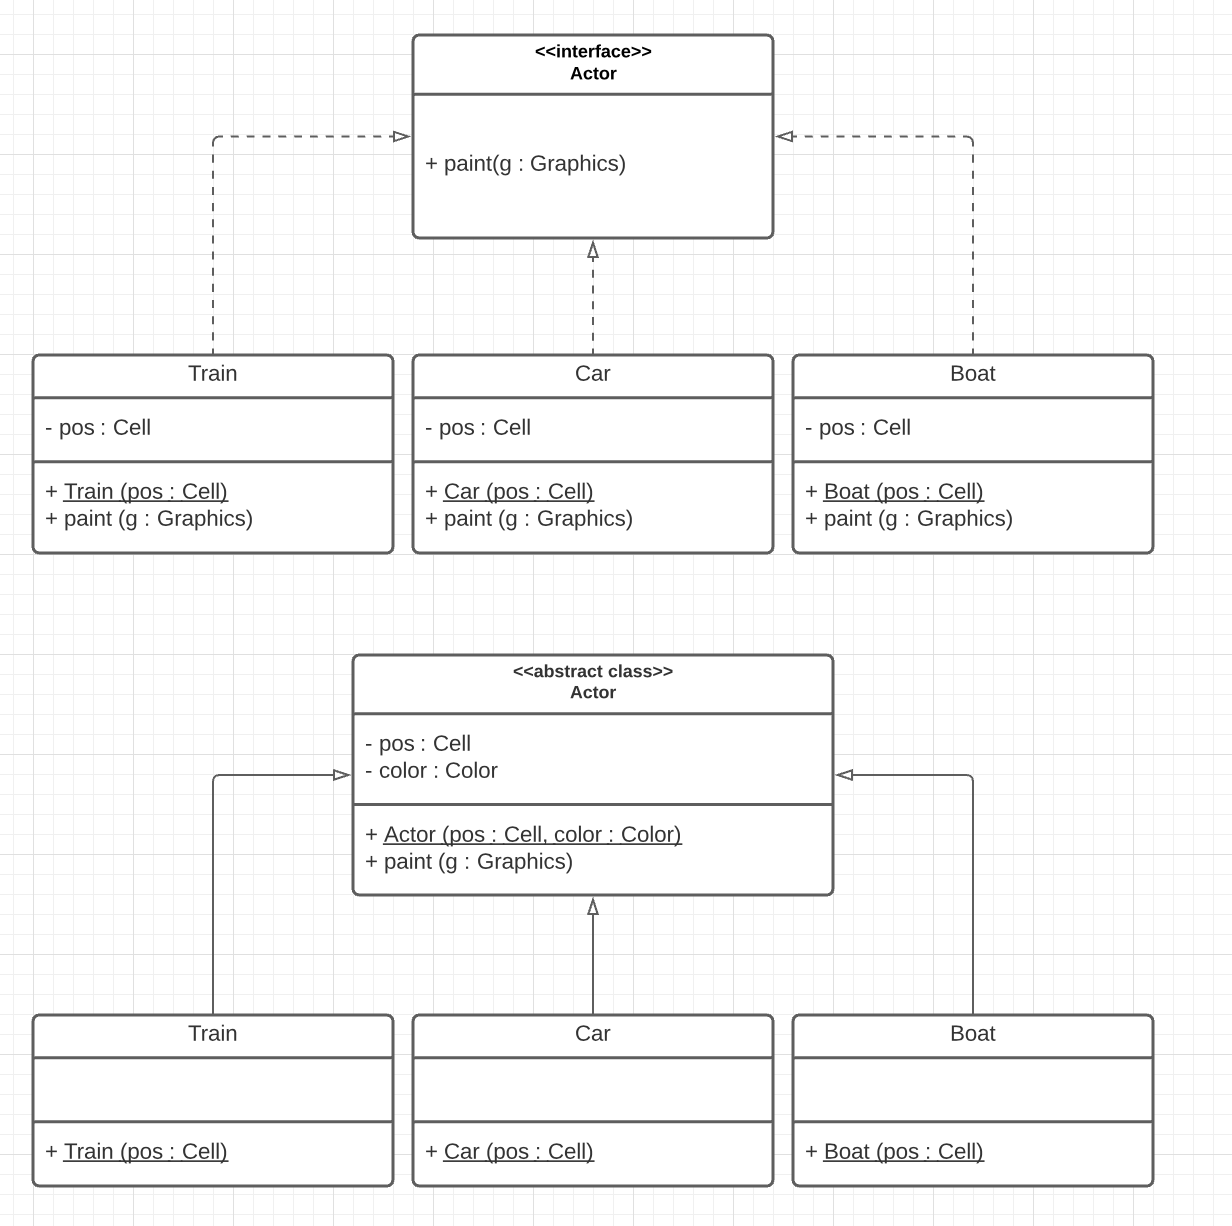 <<interface>>
Actor
+ paint(g : Graphics)
Train
- pos : Cell
+ Train (pos : Cell)
+ paint (g : Graphics)
Car
- pos : Cell
+ Car (pos : Cell)
+ paint (g : Graphics)
Boat
- pos : Cell
+ Boat (pos : Cell)
+ paint (g : Graphics)
<<abstract class>>
Actor
- pos : Cell
- color : Color
+ Actor (pos : Cell, color : Color)
+ paint (g : Graphics)
Train
+ Train (pos : Cell)
Car
+ Car (pos : Cell)
Boat
+ Boat (pos : Cell)